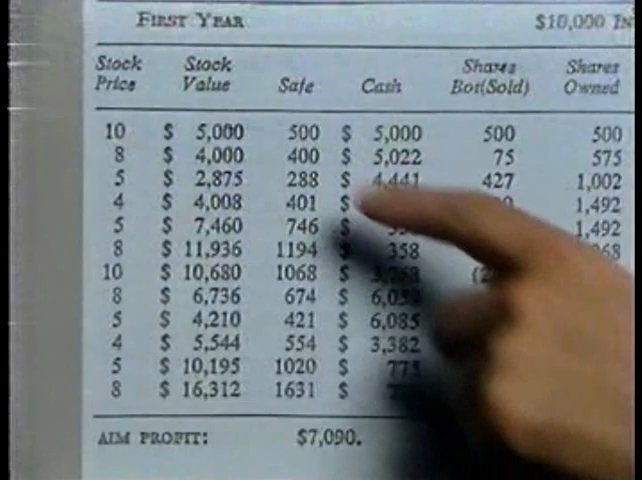 FIRST YEAR $10,000 IN
Stock Stock Shares Shares
Price Value Safe Cash Bot(Sold) Owned
10 $ 5,000 500 $ 5,000 500 500
8 $ 4,000 400 $ 5,022 75 575
5 $ 2,875 288 $ 4,441 427 1,002
4 $ 4,008 401 $ 1,492
5 $ 7,460 746 $ 1,492
8 $ 11,936 1194 $ 358
10 $ 10,680 1068 $ 3,268
8 $ 6,736 674 $
5 $ 4,210 421 $ 6,085
4 $ 5,544 554 $ 3,382
5 $ 10,195 1020 $
8 $ 16,312 1631 $
AIM PROFIT: $7,090.